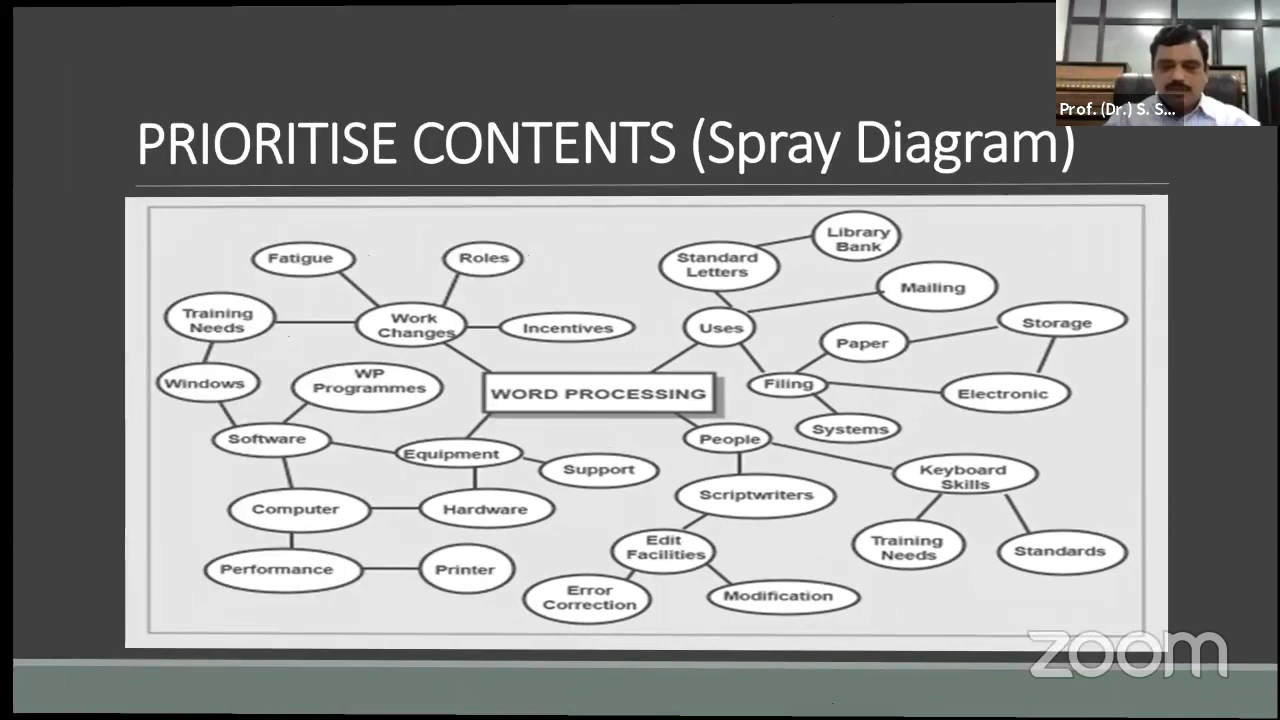 Prof. (Dr.) S. S...
PRIORITISE CONTENTS (Spray Diagram)
Library
Bank
Standard
Letters
Fatigue
Roles
Mailing
Training
Needs
Work
Changes
Incentives
Uses
Paper
Storage
Windows
WP
Programmes
WORD PROCESSING
Filing
Electronic
Systems
Software
Equipment
Support
People
Keyboard
Skills
Computer
Hardware
Scriptwriters
Performance
Printer
Edit
Facilities
Training
Needs
Standards
Error
Correction
Modification
zoom